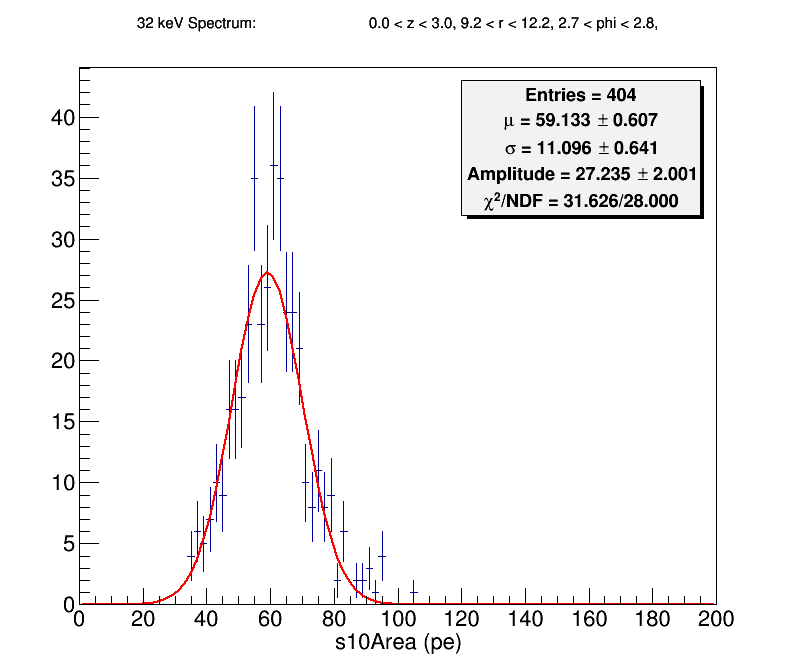 32 keV Spectrum: 0.0 < z < 3.0, 9.2 < r < 12.2, 2.7 < phi < 2.8,
Entries = 404
μ = 59.133 ± 0.607
σ = 11.096 ± 0.641
Amplitude = 27.235 ± 2.001
χ²/NDF = 31.626/28.000
40
35
30
25
20
15
10
5
0
0 20 40 60 80 100 120 140 160 180 200
s10Area (pe)